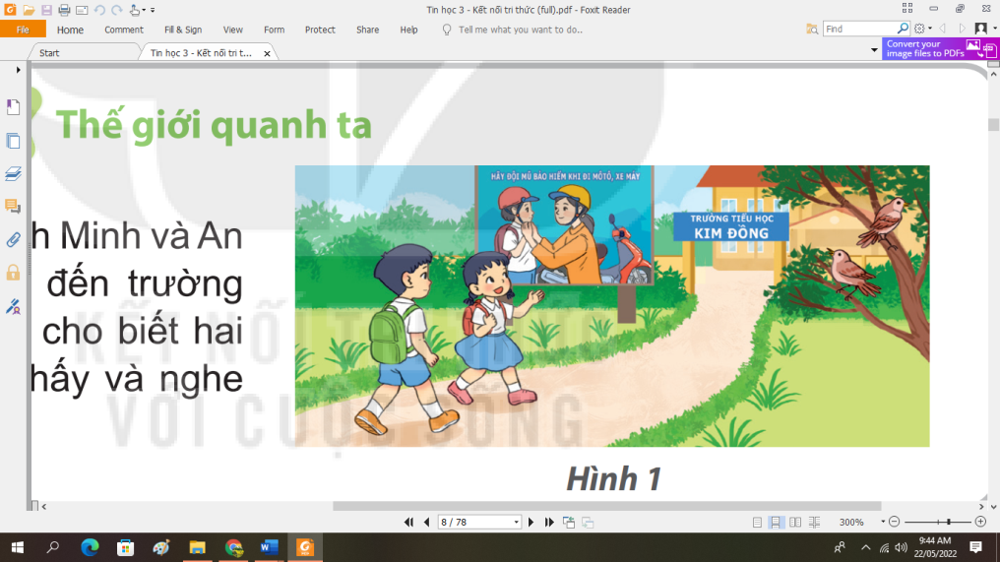 Tin học 3 - Kết nối tri thức (full).pdf - Foxit Reader
File Home Comment Fill & Sign View Form Protect Share Help Tell me what you want to do.. Find
Start Tin học 3 - Kết nối tri t... Convert your
image files to PDFs
Thế giới quanh ta
HÃY ĐỘI MŨ BẢO HIỂM KHI ĐI MÔTÔ, XE MÁY
TRƯỜNG TIỂU HỌC
KIM ĐỒNG
h Minh và An
đến trường
cho biết hai
hấy và nghe
KẾT NỐI TRI THỨC
VỚI CUỘC SỐNG
Hình 1
8 / 78 300%
9:44 AM
22/05/2022